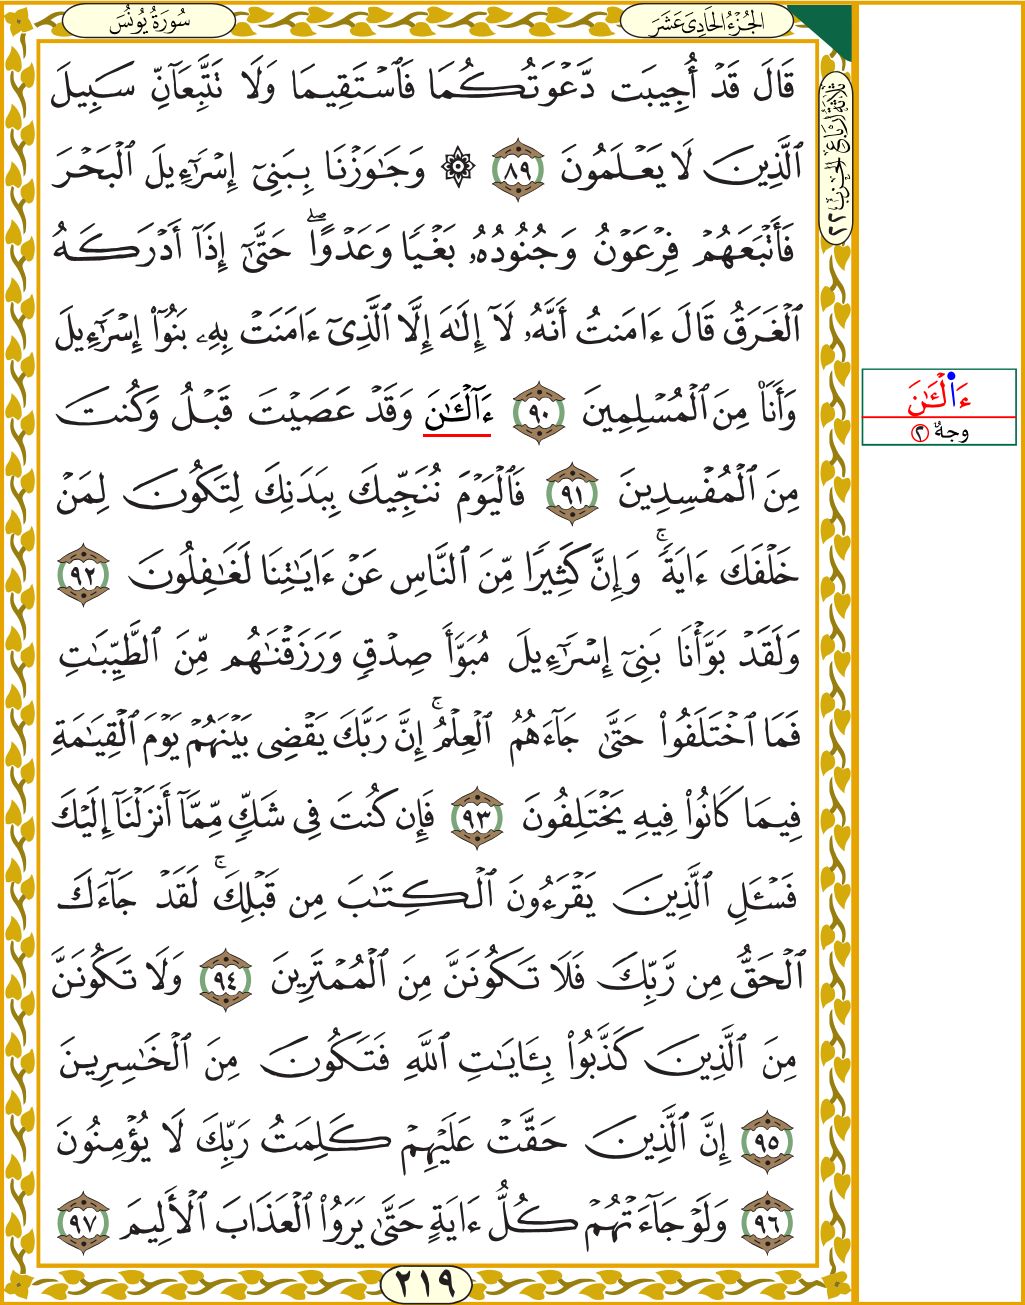 سُورَةُ يُونُسَ
الجُزْءُ الحَادِىَ عَشَرَ
ثَلَاثَةُ أَرْبَاعِ الحِزْبِ ٢٢
قَالَ قَدْ أُجِيبَت دَّعْوَتُكُمَا فَٱسْتَقِيمَا وَلَا تَتَّبِعَآنِّ سَبِيلَ
ٱلَّذِينَ لَا يَعْلَمُونَ ٨٩ ۞ وَجَٰوَزْنَا بِبَنِىٓ إِسْرَٰٓءِيلَ ٱلْبَحْرَ
فَأَتْبَعَهُمْ فِرْعَوْنُ وَجُنُودُهُۥ بَغْيًا وَعَدْوًا ۖ حَتَّىٰٓ إِذَآ أَدْرَكَهُ
ٱلْغَرَقُ قَالَ ءَامَنتُ أَنَّهُۥ لَآ إِلَٰهَ إِلَّا ٱلَّذِىٓ ءَامَنَتْ بِهِۦ بَنُوٓا۟ إِسْرَٰٓءِيلَ
وَأَنَا۠ مِنَ ٱلْمُسْلِمِينَ ٩٠ ءَآلْـَٰٔنَ وَقَدْ عَصَيْتَ قَبْلُ وَكُنتَ
مِنَ ٱلْمُفْسِدِينَ ٩١ فَٱلْيَوْمَ نُنَجِّيكَ بِبَدَنِكَ لِتَكُونَ لِمَنْ
خَلْفَكَ ءَايَةً ۚ وَإِنَّ كَثِيرًا مِّنَ ٱلنَّاسِ عَنْ ءَايَٰتِنَا لَغَٰفِلُونَ ٩٢
وَلَقَدْ بَوَّأْنَا بَنِىٓ إِسْرَٰٓءِيلَ مُبَوَّأَ صِدْقٍ وَرَزَقْنَٰهُم مِّنَ ٱلطَّيِّبَٰتِ
فَمَا ٱخْتَلَفُوا۟ حَتَّىٰ جَآءَهُمُ ٱلْعِلْمُ ۚ إِنَّ رَبَّكَ يَقْضِى بَيْنَهُمْ يَوْمَ ٱلْقِيَٰمَةِ
فِيمَا كَانُوا۟ فِيهِ يَخْتَلِفُونَ ٩٣ فَإِن كُنتَ فِى شَكٍّ مِّمَّآ أَنزَلْنَآ إِلَيْكَ
فَسْـَٔلِ ٱلَّذِينَ يَقْرَءُونَ ٱلْكِتَٰبَ مِن قَبْلِكَ ۚ لَقَدْ جَآءَكَ
ٱلْحَقُّ مِن رَّبِّكَ فَلَا تَكُونَنَّ مِنَ ٱلْمُمْتَرِينَ ٩٤ وَلَا تَكُونَنَّ
مِنَ ٱلَّذِينَ كَذَّبُوا۟ بِـَٔايَٰتِ ٱللَّهِ فَتَكُونَ مِنَ ٱلْخَٰسِرِينَ
٩٥ إِنَّ ٱلَّذِينَ حَقَّتْ عَلَيْهِمْ كَلِمَتُ رَبِّكَ لَا يُؤْمِنُونَ
٩٦ وَلَوْ جَآءَتْهُمْ كُلُّ ءَايَةٍ حَتَّىٰ يَرَوُا۟ ٱلْعَذَابَ ٱلْأَلِيمَ ٩٧
ءَاْلْـَٰٔنَ
وجهٌ ٢
٢١٩